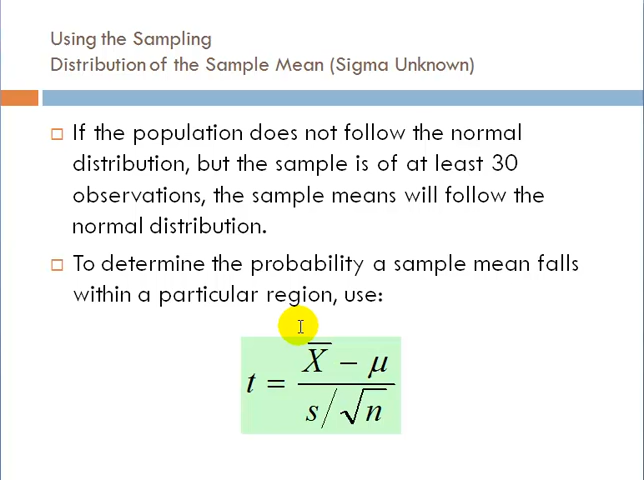 Using the Sampling
Distribution of the Sample Mean (Sigma Unknown)
If the population does not follow the normal
distribution, but the sample is of at least 30
observations, the sample means will follow the
normal distribution.
To determine the probability a sample mean falls
within a particular region, use:
t = (X̅ − μ) / (s/√n)